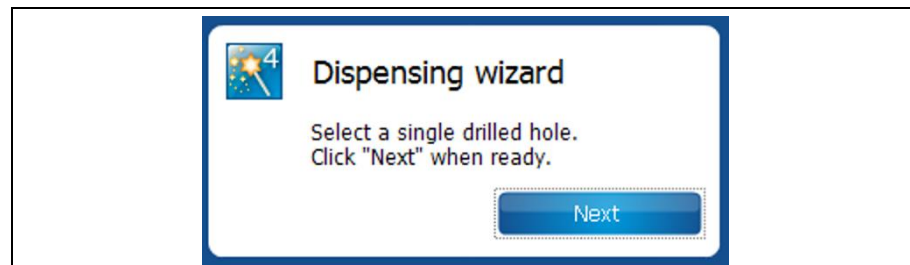 4
Dispensing wizard
Select a single drilled hole.
Click "Next" when ready.
Next